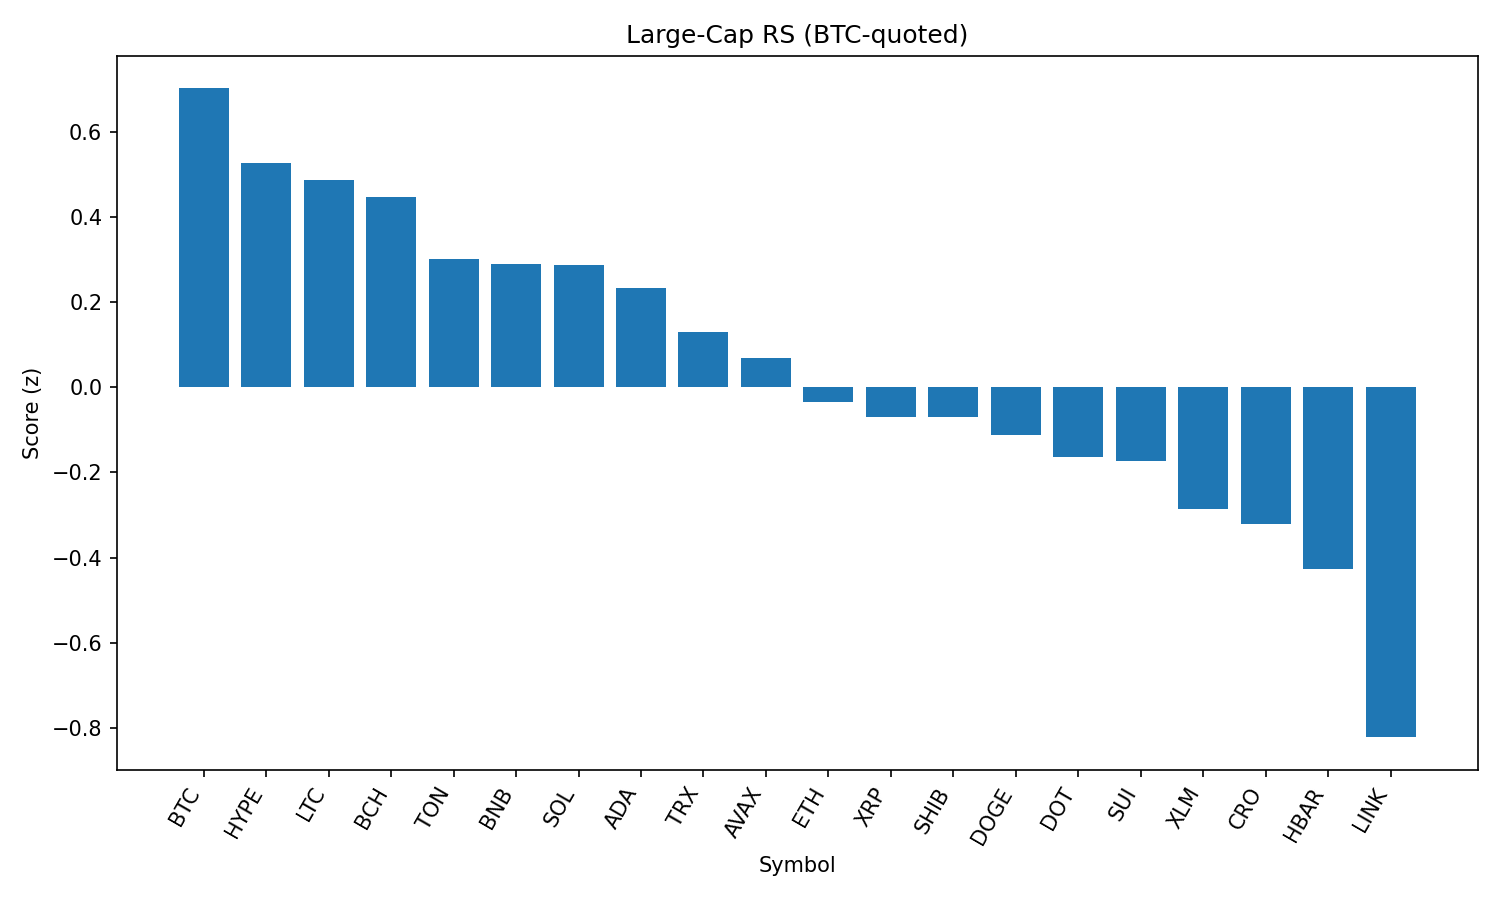 Large-Cap RS (BTC-quoted)
Score (z)
0.6
0.4
0.2
0.0
−0.2
−0.4
−0.6
−0.8
BTC
HYPE
LTC
BCH
TON
BNB
SOL
ADA
TRX
AVAX
ETH
XRP
SHIB
DOGE
DOT
SUI
XLM
CRO
HBAR
LINK
Symbol